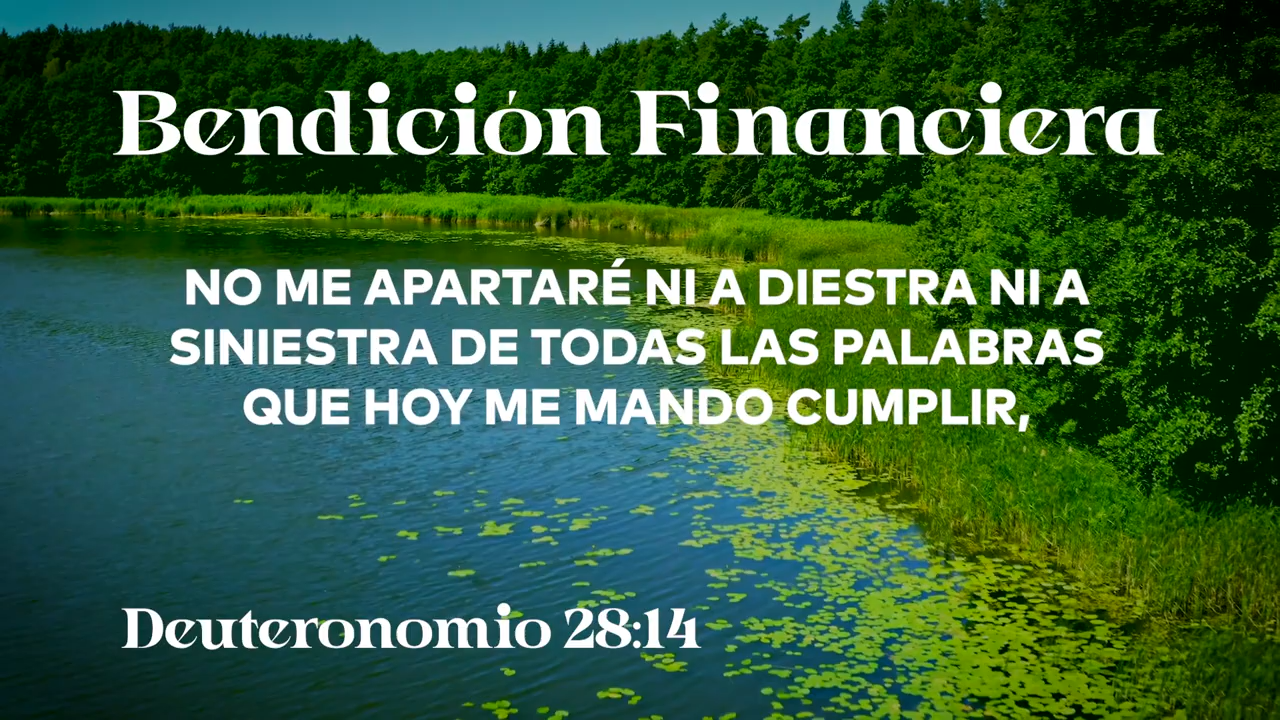 Bendición Financiera
NO ME APARTARÉ NI A DIESTRA NI A
SINIESTRA DE TODAS LAS PALABRAS
QUE HOY ME MANDO CUMPLIR,
Deuteronomio 28:14